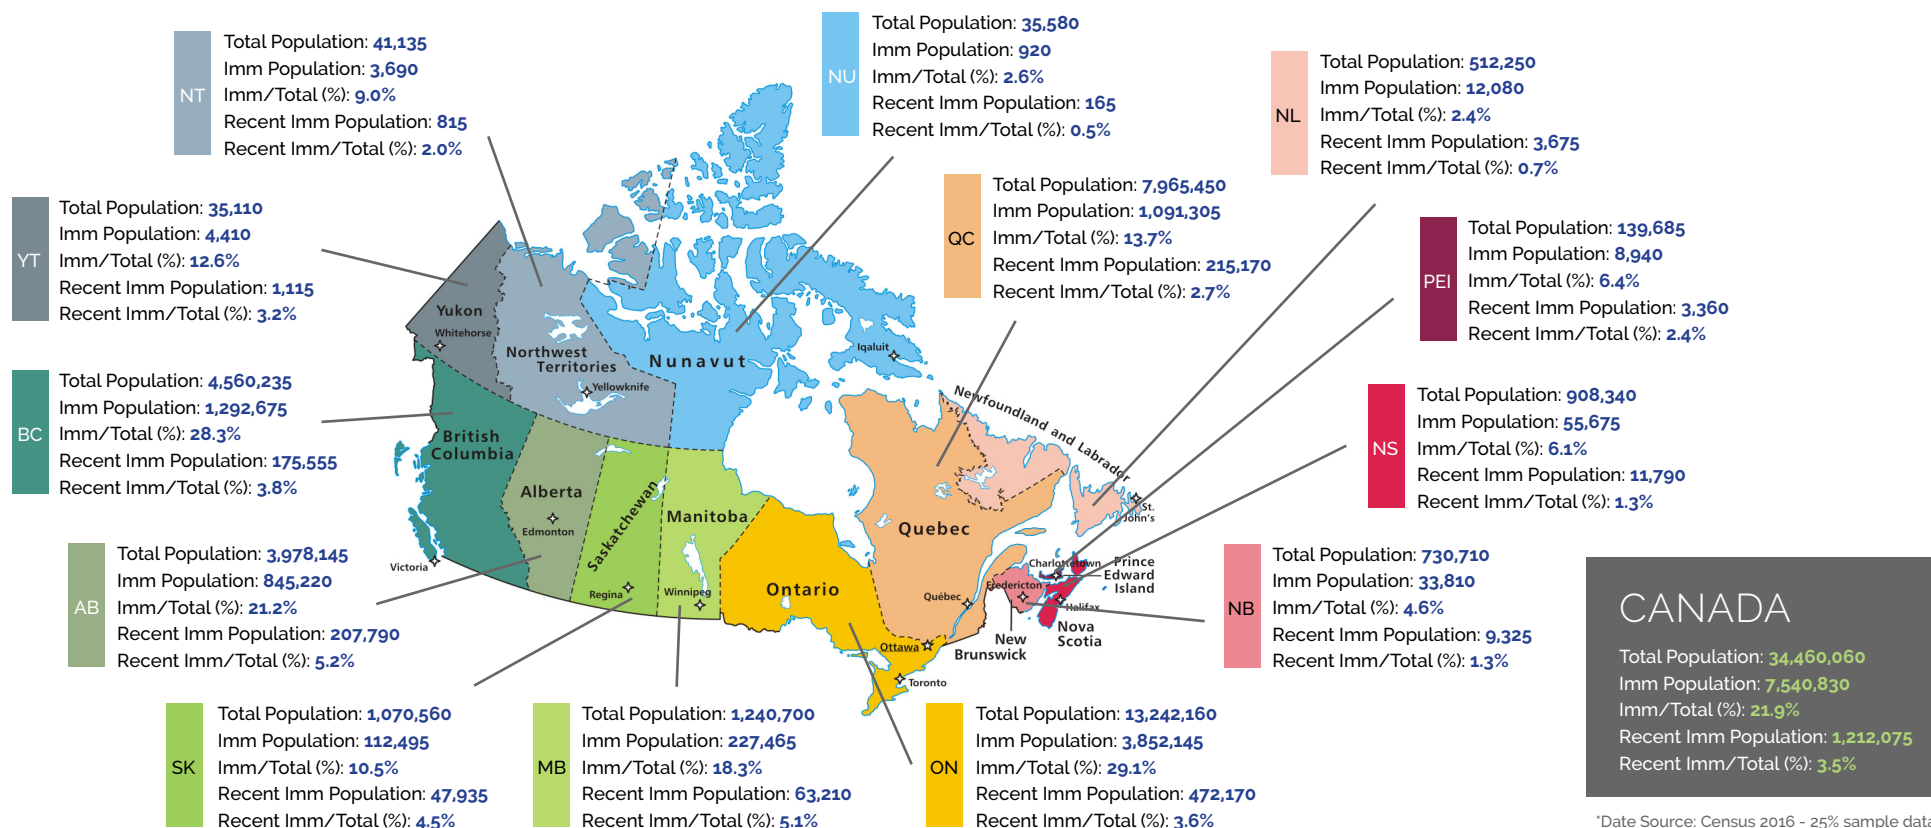 NT
Total Population: 41,135
Imm Population: 3,690
Imm/Total (%): 9.0%
Recent Imm Population: 815
Recent Imm/Total (%): 2.0%
NU
Total Population: 35,580
Imm Population: 920
Imm/Total (%): 2.6%
Recent Imm Population: 165
Recent Imm/Total (%): 0.5%
NL
Total Population: 512,250
Imm Population: 12,080
Imm/Total (%): 2.4%
Recent Imm Population: 3,675
Recent Imm/Total (%): 0.7%
YT
Total Population: 35,110
Imm Population: 4,410
Imm/Total (%): 12.6%
Recent Imm Population: 1,115
Recent Imm/Total (%): 3.2%
QC
Total Population: 7,965,450
Imm Population: 1,091,305
Imm/Total (%): 13.7%
Recent Imm Population: 215,170
Recent Imm/Total (%): 2.7%
PEI
Total Population: 139,685
Imm Population: 8,940
Imm/Total (%): 6.4%
Recent Imm Population: 3,360
Recent Imm/Total (%): 2.4%
BC
Total Population: 4,560,235
Imm Population: 1,292,675
Imm/Total (%): 28.3%
Recent Imm Population: 175,555
Recent Imm/Total (%): 3.8%
NS
Total Population: 908,340
Imm Population: 55,675
Imm/Total (%): 6.1%
Recent Imm Population: 11,790
Recent Imm/Total (%): 1.3%
Yukon
Whitehorse
Northwest
Territories
Yellowknife
Nunavut
Iqaluit
Newfoundland and Labrador
British
Columbia
Alberta
Edmonton
Saskatchewan
Manitoba
Quebec
St.
John's
Victoria
Regina
Winnipeg
Ontario
Québec
Charlottetown
Prince
Edward
Island
Fredericton
Halifax
Nova
Scotia
New
Brunswick
Ottawa
Toronto
AB
Total Population: 3,978,145
Imm Population: 845,220
Imm/Total (%): 21.2%
Recent Imm Population: 207,790
Recent Imm/Total (%): 5.2%
NB
Total Population: 730,710
Imm Population: 33,810
Imm/Total (%): 4.6%
Recent Imm Population: 9,325
Recent Imm/Total (%): 1.3%
SK
Total Population: 1,070,560
Imm Population: 112,495
Imm/Total (%): 10.5%
Recent Imm Population: 47,935
Recent Imm/Total (%): 4.5%
MB
Total Population: 1,240,700
Imm Population: 227,465
Imm/Total (%): 18.3%
Recent Imm Population: 63,210
Recent Imm/Total (%): 5.1%
ON
Total Population: 13,242,160
Imm Population: 3,852,145
Imm/Total (%): 29.1%
Recent Imm Population: 472,170
Recent Imm/Total (%): 3.6%
CANADA
Total Population: 34,460,060
Imm Population: 7,540,830
Imm/Total (%): 21.9%
Recent Imm Population: 1,212,075
Recent Imm/Total (%): 3.5%
*Date Source: Census 2016 - 25% sample data